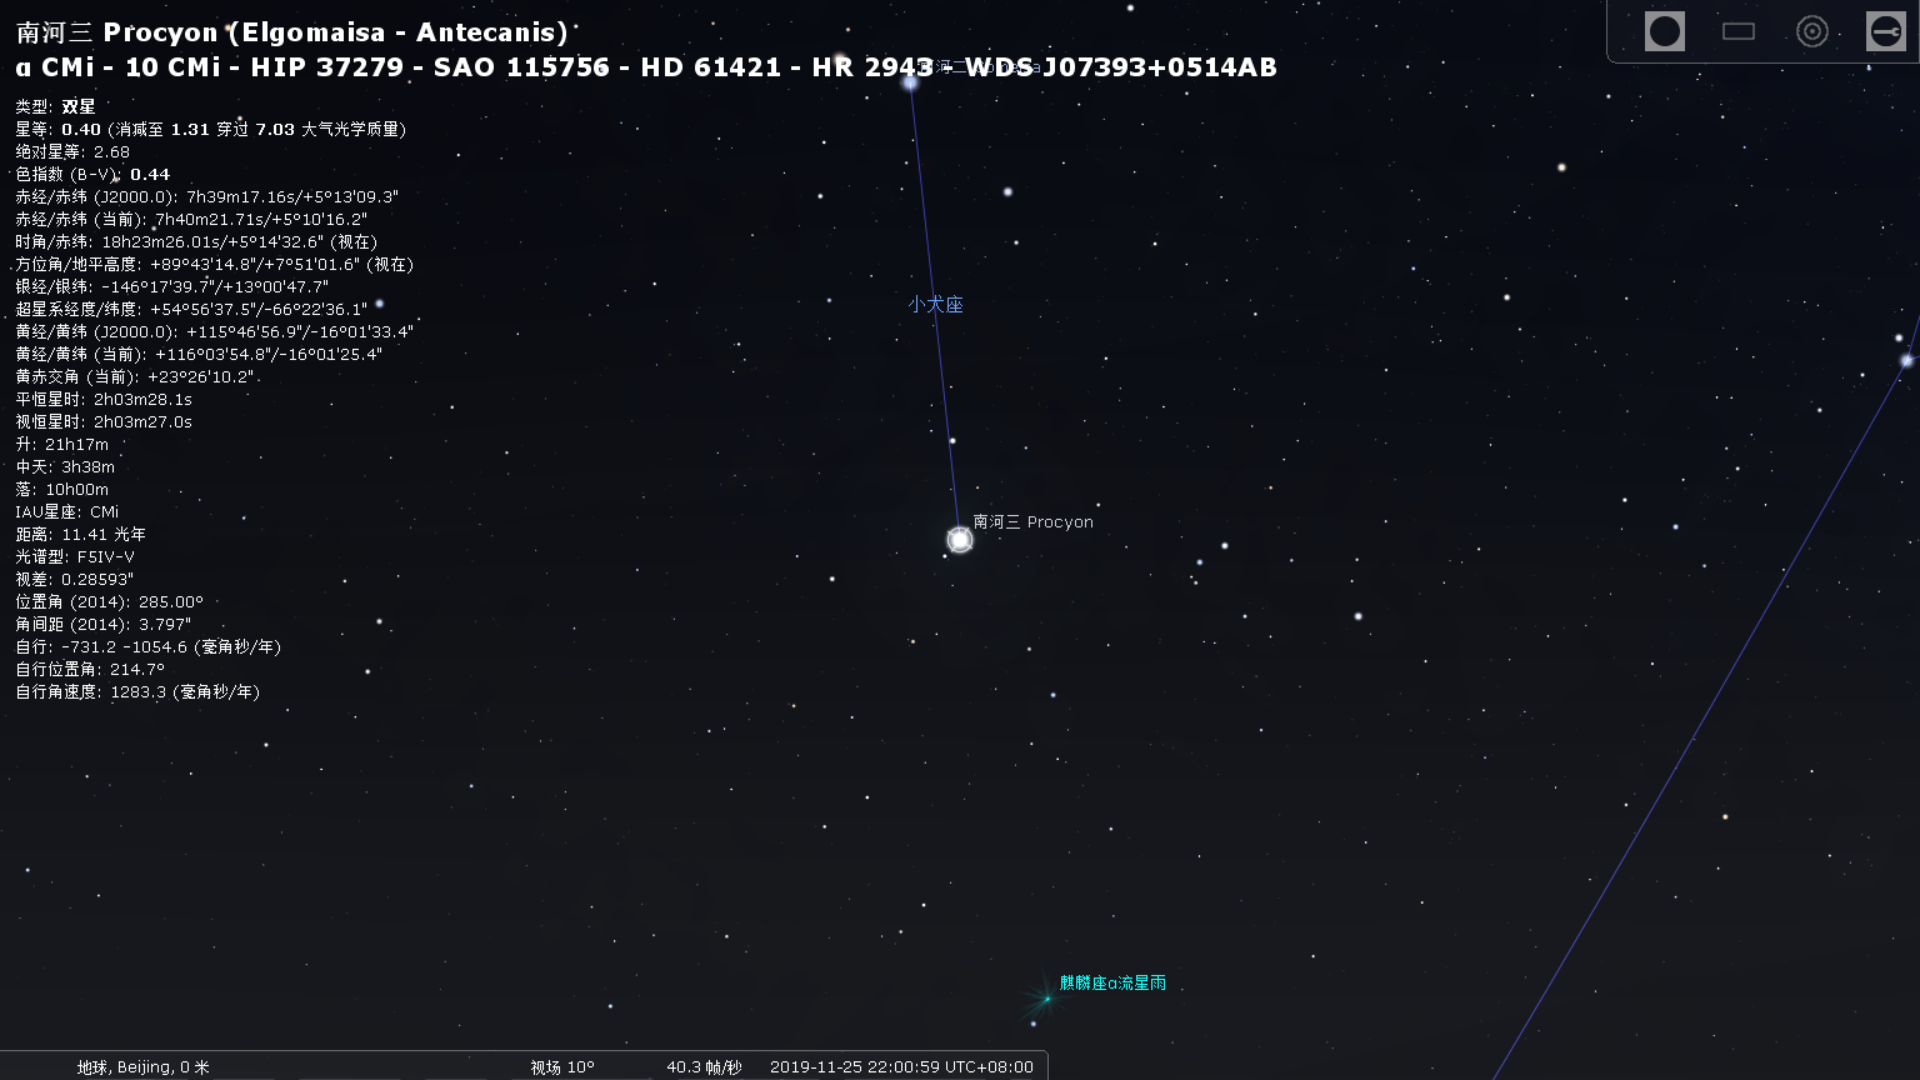 南河三 Procyon (Elgomaisa - Antecanis)
α CMi - 10 CMi - HIP 37279 - SAO 115756 - HD 61421 - HR 2943 - WDS J07393+0514AB
类型: 双星
星等: 0.40 (消减至 1.31 穿过 7.03 大气光学质量)
绝对星等: 2.68
色指数 (B-V): 0.44
赤经/赤纬 (J2000.0): 7h39m17.16s/+5°13'09.3"
赤经/赤纬 (当前): 7h40m21.71s/+5°10'16.2"
时角/赤纬: 18h23m26.01s/+5°14'32.6" (视在)
方位角/地平高度: +89°43'14.8"/+7°51'01.6" (视在)
银经/银纬: -146°17'39.7"/+13°00'47.7"
超星系经度/纬度: +54°56'37.5"/-66°22'36.1"
黄经/黄纬 (J2000.0): +115°46'56.9"/-16°01'33.4"
黄经/黄纬 (当前): +116°03'54.8"/-16°01'25.4"
黄赤交角 (当前): +23°26'10.2"
平恒星时: 2h03m28.1s
视恒星时: 2h03m27.0s
升: 21h17m
中天: 3h38m
落: 10h00m
IAU星座: CMi
距离: 11.41 光年
光谱型: F5IV-V
视差: 0.28593"
位置角 (2014): 285.00°
角间距 (2014): 3.797"
自行: -731.2 -1054.6 (毫角秒/年)
自行位置角: 214.7°
自行角速度: 1283.3 (毫角秒/年)
小犬座
南河三 Procyon
麒麟座α流星雨
地球, Beijing, 0 米
视场 10°
40.3 帧/秒
2019-11-25 22:00:59 UTC+08:00